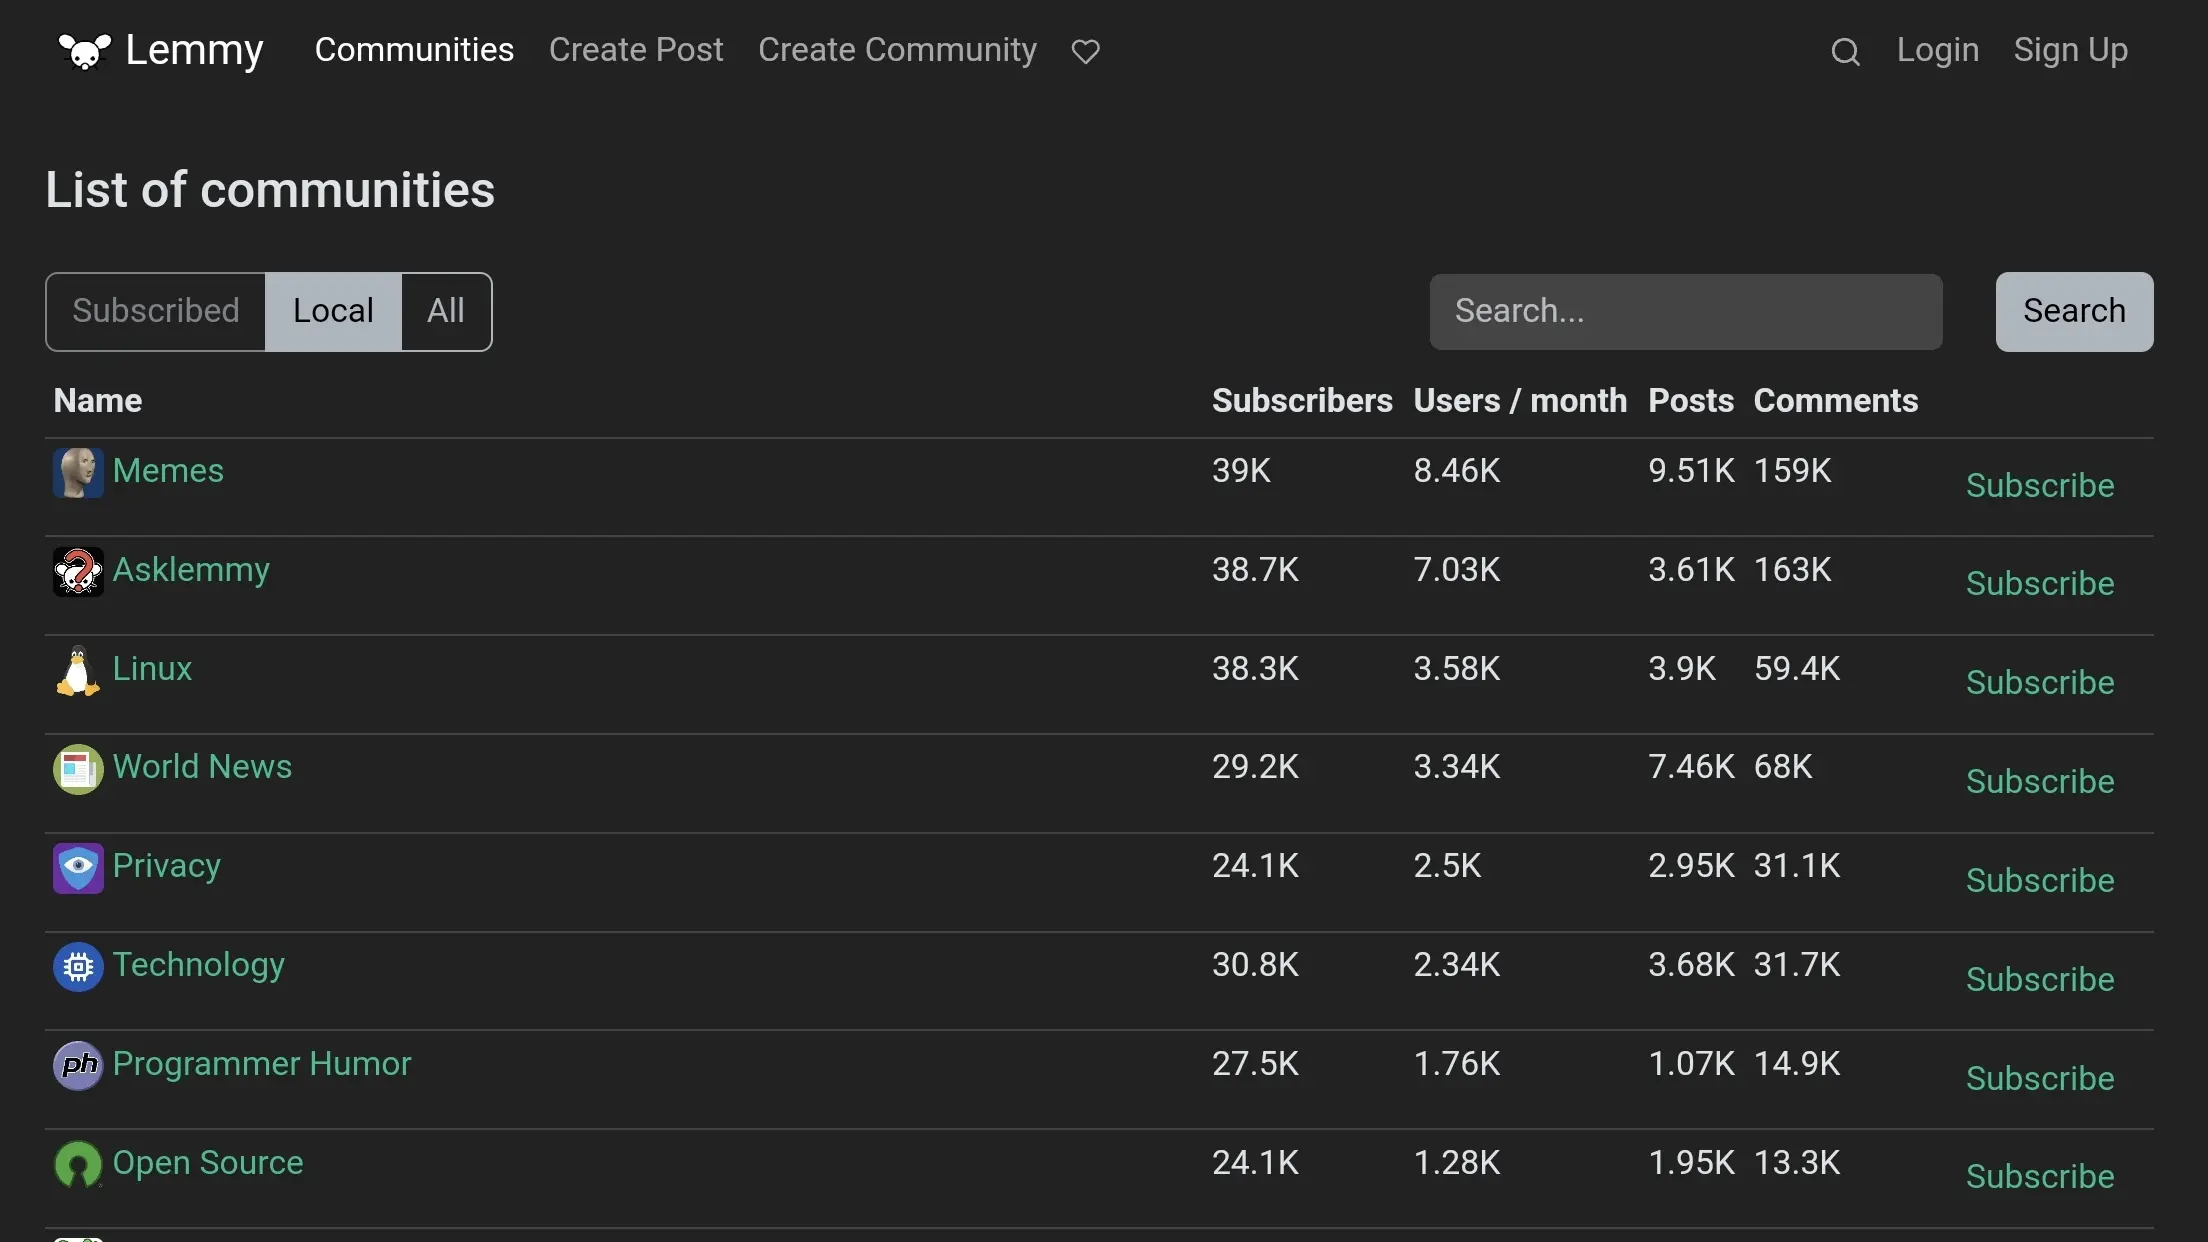 Lemmy Communities Create Post Create Community Login Sign Up
List of communities
Subscribed Local All Search... Search
Name Subscribers Users / month Posts Comments
Memes 39K 8.46K 9.51K 159K Subscribe
Asklemmy 38.7K 7.03K 3.61K 163K Subscribe
Linux 38.3K 3.58K 3.9K 59.4K Subscribe
World News 29.2K 3.34K 7.46K 68K Subscribe
Privacy 24.1K 2.5K 2.95K 31.1K Subscribe
Technology 30.8K 2.34K 3.68K 31.7K Subscribe
ph Programmer Humor 27.5K 1.76K 1.07K 14.9K Subscribe
Open Source 24.1K 1.28K 1.95K 13.3K Subscribe